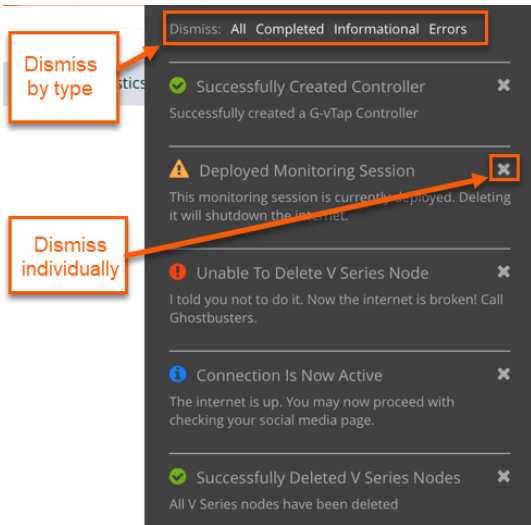 Dismiss: All Completed Informational Errors
Dismiss
by type
stics
Successfully Created Controller
Successfully created a G-vTap Controller
Deployed Monitoring Session
This monitoring session is currently deployed. Deleting
it will shutdown the internet.
Dismiss
individually
Unable To Delete V Series Node
I told you not to do it. Now the internet is broken! Call
Ghostbusters.
Connection Is Now Active
The internet is up. You may now proceed with
checking your social media page.
Successfully Deleted V Series Nodes
All V Series nodes have been deleted